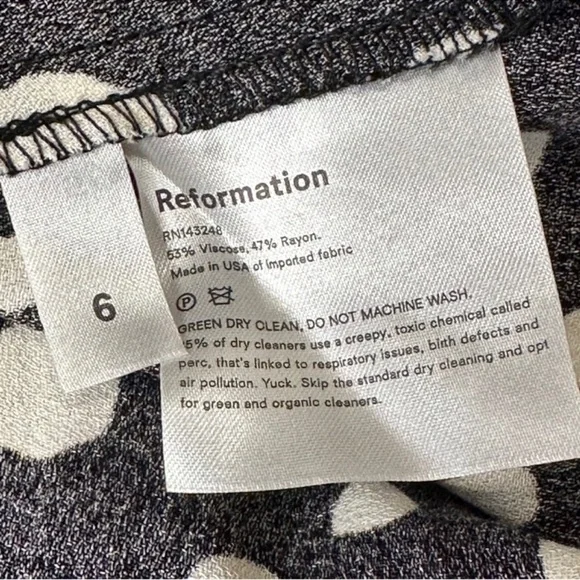 Reformation
RN143248
53% Viscose, 47% Rayon.
Made in USA of imported fabric
6
P
GREEN DRY CLEAN, DO NOT MACHINE WASH.
5% of dry cleaners use a creepy, toxic chemical called
perc, that's linked to respiratory issues, birth defects and
air pollution. Yuck. Skip the standard dry cleaning and opt
for green and organic cleaners.